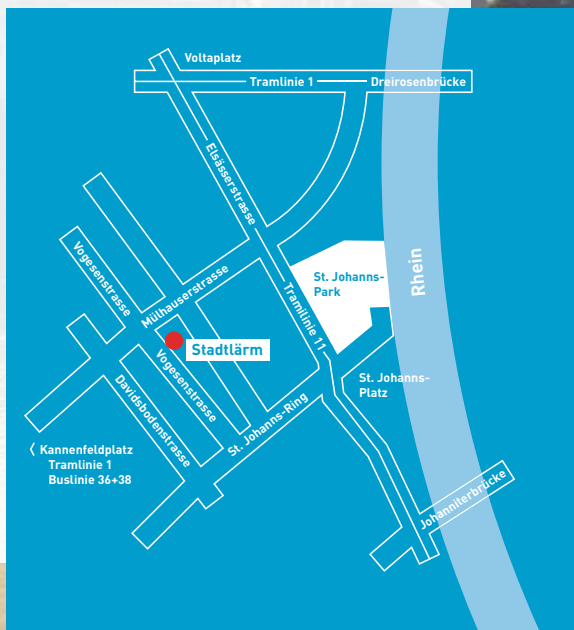 Voltaplatz
Tramlinie 1
Dreirosenbrücke
Elsässerstrasse
Vogesenstrasse
Mülhauserstrasse
St. Johanns-
Park
Rhein
Tramilinie 11
Stadtlärm
Vogesenstrasse
Davidsbodenstrasse
St. Johanns-Ring
St. Johanns-
Platz
〈 Kannenfeldplatz
Tramlinie 1
Buslinie 36+38
Johanniterbrücke